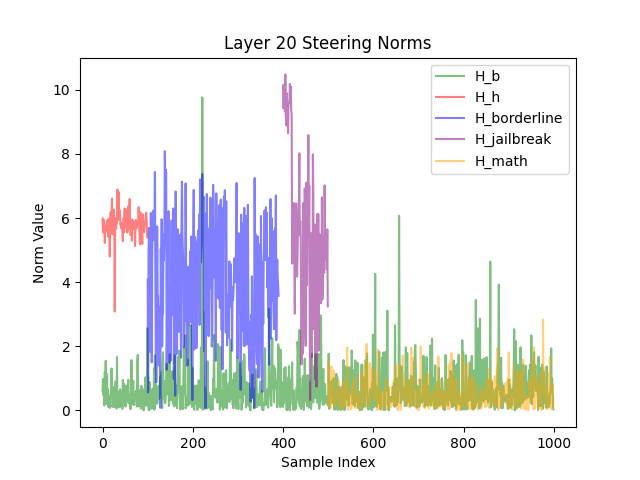 Layer 20 Steering Norms
H_b
H_h
H_borderline
H_jailbreak
H_math
Norm Value
10
8
6
4
2
0
0 200 400 600 800 1000
Sample Index